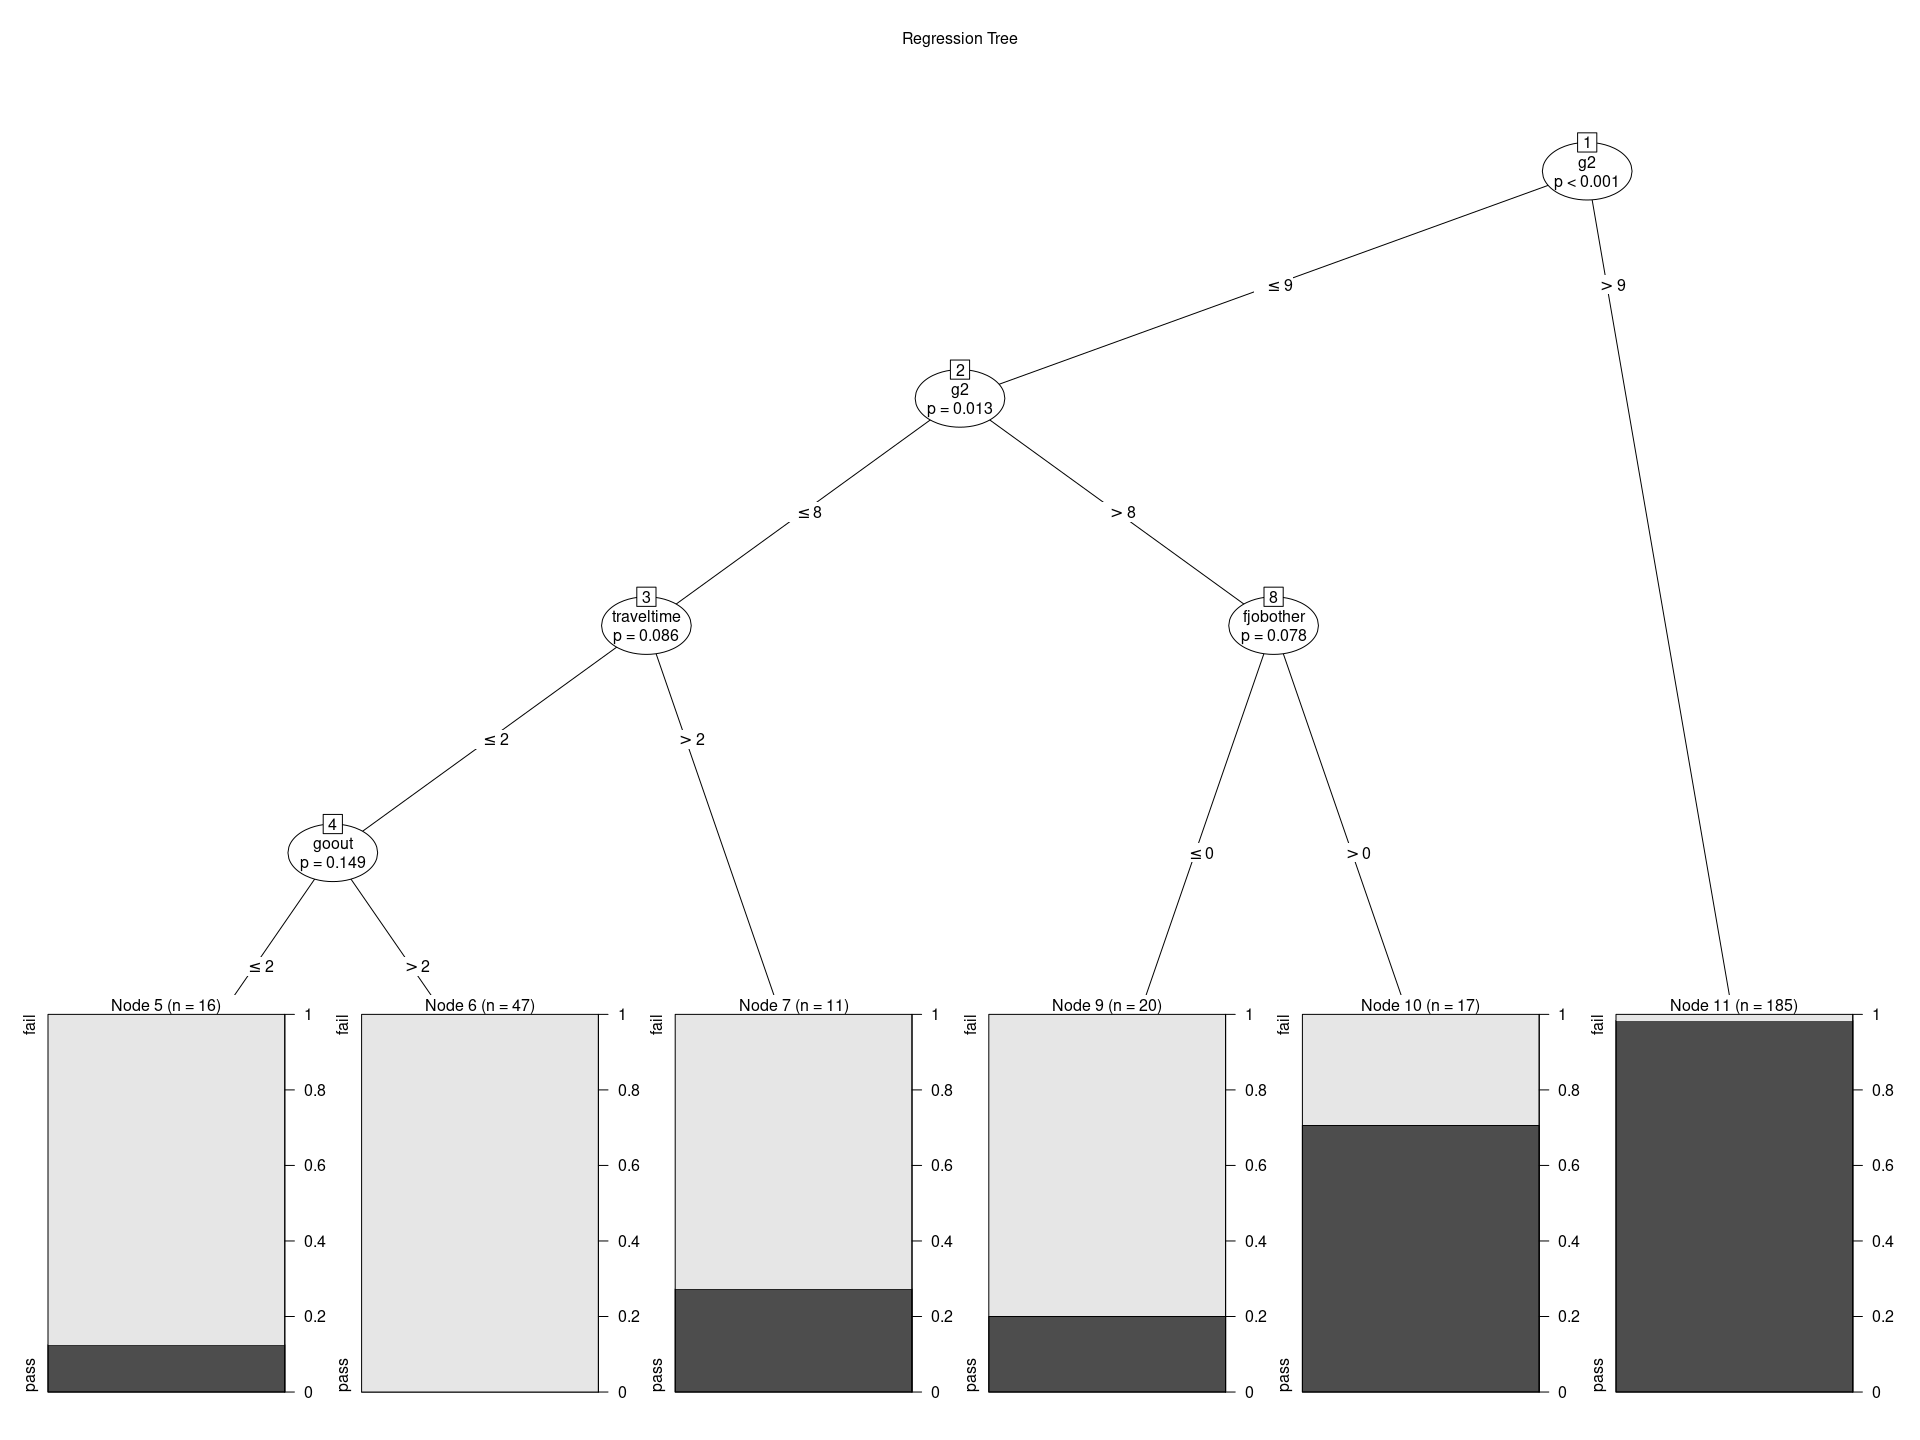 Regression Tree
1
g2
p < 0.001
≤ 9
> 9
2
g2
p = 0.013
≤ 8
> 8
3
traveltime
p = 0.086
8
fjobother
p = 0.078
≤ 2
> 2
4
goout
p = 0.149
≤ 0
> 0
≤ 2
> 2
Node 5 (n = 16)
fail
pass
1
0.8
0.6
0.4
0.2
0
Node 6 (n = 47)
fail
pass
1
0.8
0.6
0.4
0.2
0
Node 7 (n = 11)
fail
pass
1
0.8
0.6
0.4
0.2
0
Node 9 (n = 20)
fail
pass
1
0.8
0.6
0.4
0.2
0
Node 10 (n = 17)
fail
pass
1
0.8
0.6
0.4
0.2
0
Node 11 (n = 185)
fail
pass
1
0.8
0.6
0.4
0.2
0